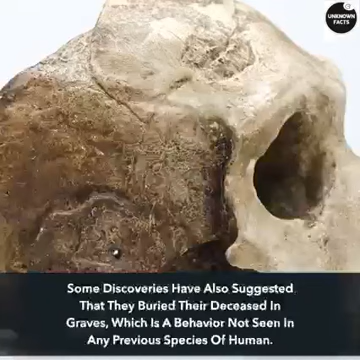 UNKNOWN
FACTS
Some Discoveries Have Also Suggested
That They Buried Their Deceased In
Graves, Which Is A Behavior Not Seen In
Any Previous Species Of Human.